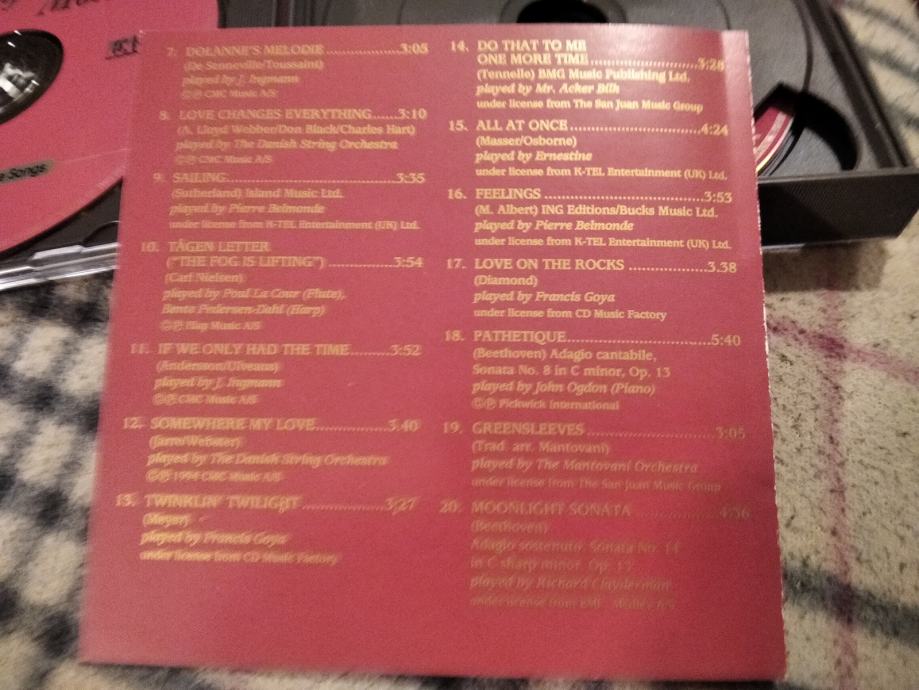 7. DOLANNE'S MELODIE ........................3:05
(De Senneville/Toussaint)
played by J. Ingmann
©℗ CMC Music A/S
8. LOVE CHANGES EVERYTHING......3:10
(A. Lloyd Webber/Don Black/Charles Hart)
played by The Danish String Orchestra
©℗ CMC Music A/S
9. SAILING..........................................3:35
(Sutherland) Island Music Ltd.
played by Pierre Belmonde
under license from K-TEL Entertainment (UK) Ltd.
10. TÅGEN LETTER
("THE FOG IS LIFTING") ....................3:54
(Carl Nielsen)
played by Poul La Cour (Flute),
Bente Pedersen-Dahl (Harp)
©℗ Music A/S
11. IF WE ONLY HAD THE TIME..........3:52
(Andersson/Ulvaeus)
played by J. Ingmann
©℗ CMC Music A/S
12. SOMEWHERE MY LOVE..................3.40
(Jarre/Webster)
played by The Danish String Orchestra
©℗ 1994 CMC Music A/S
13. TWINKLIN' TWILIGHT ..................3;27
(Meyer)
played by Francis Goya
under license from CD Music Factory
14. DO THAT TO ME
ONE MORE TIME.........................3:28
(Tennelle) BMG Music Publishing Ltd.
played by Mr. Acker Bilk
under license from The San Juan Music Group
15. ALL AT ONCE..............................4:24
(Masser/Osborne)
played by Ernestine
under license from K-TEL Entertainment (UK) Ltd.
16. FEELINGS ....................................3:53
(M. Albert) ING Editions/Bucks Music Ltd.
played by Pierre Belmonde
under license from K-TEL Entertainment (UK) Ltd.
17. LOVE ON THE ROCKS ..................3.38
(Diamond)
played by Francis Goya
under license from CD Music Factory
18. PATHETIQUE................................5:40
(Beethoven) Adagio cantabile,
Sonata No. 8 in C minor, Op. 13
played by John Ogdon (Piano)
©℗ Pickwick International
19. GREENSLEEVES ............................3:05
(Trad. arr. Mantovani)
played by The Mantovani Orchestra
under license from The San Juan Music Group
20. MOONLIGHT SONATA ..................4:56
(Beethoven)
Adagio sostenuto. Sonata No. 14
in C sharp minor. Op.
played by Richard Clayderman
under license from Medley A/S
Songs